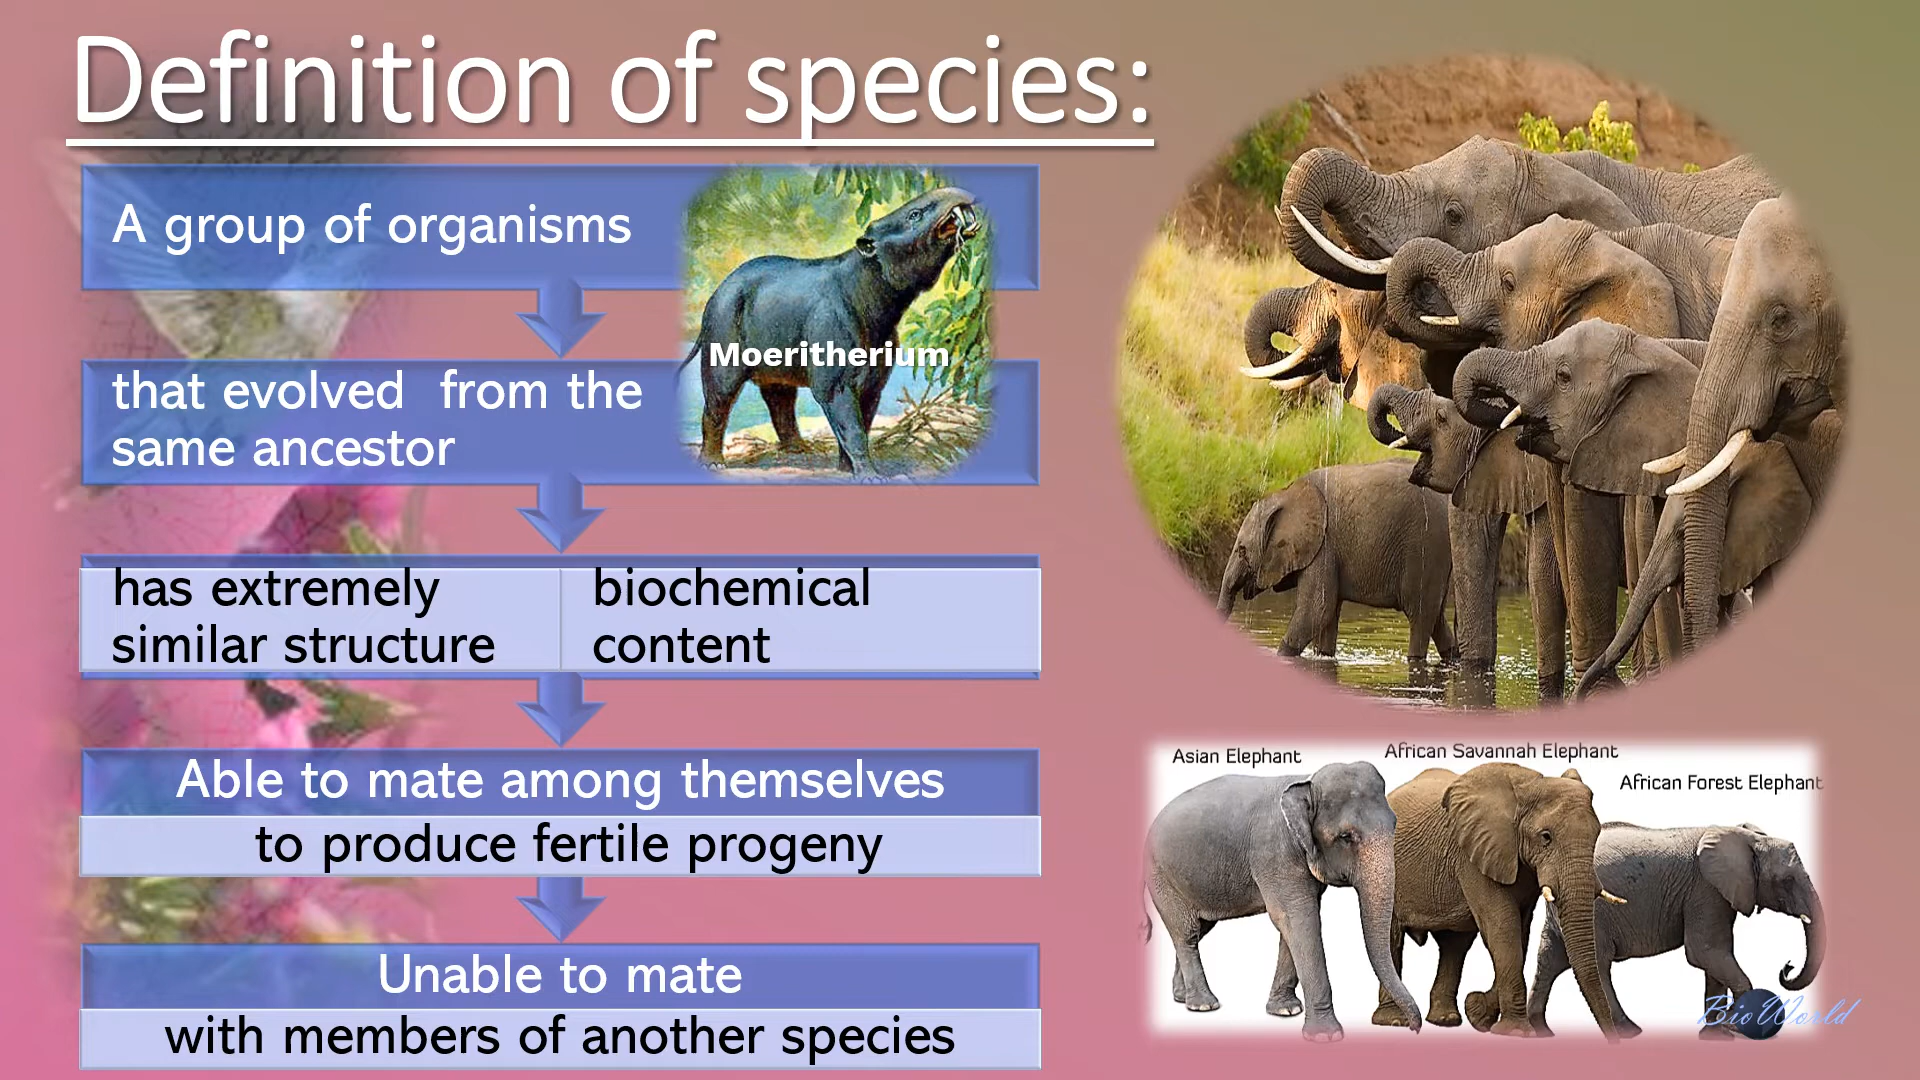 Definition of species:
A group of organisms
Moeritherium
that evolved from the
same ancestor
has extremely
similar structure
biochemical
content
Able to mate among themselves
to produce fertile progeny
Unable to mate
with members of another species
Asian Elephant
African Savannah Elephant
African Forest Elephant
BioWorld